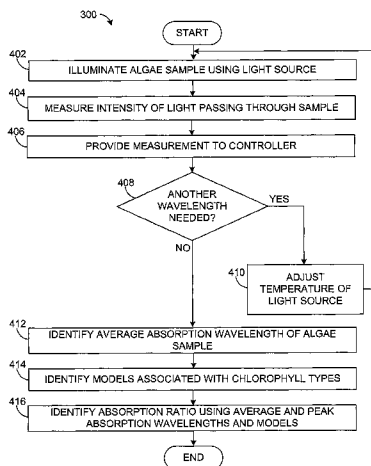 300
START
402
ILLUMINATE ALGAE SAMPLE USING LIGHT SOURCE
404
MEASURE INTENSITY OF LIGHT PASSING THROUGH SAMPLE
406
PROVIDE MEASUREMENT TO CONTROLLER
408
ANOTHER
WAVELENGTH
NEEDED?
YES
NO
410
ADJUST
TEMPERATURE OF
LIGHT SOURCE
412
IDENTIFY AVERAGE ABSORPTION WAVELENGTH OF ALGAE
SAMPLE
414
IDENTIFY MODELS ASSOCIATED WITH CHLOROPHYLL TYPES
416
IDENTIFY ABSORPTION RATIO USING AVERAGE AND PEAK
ABSORPTION WAVELENGTHS AND MODELS
END